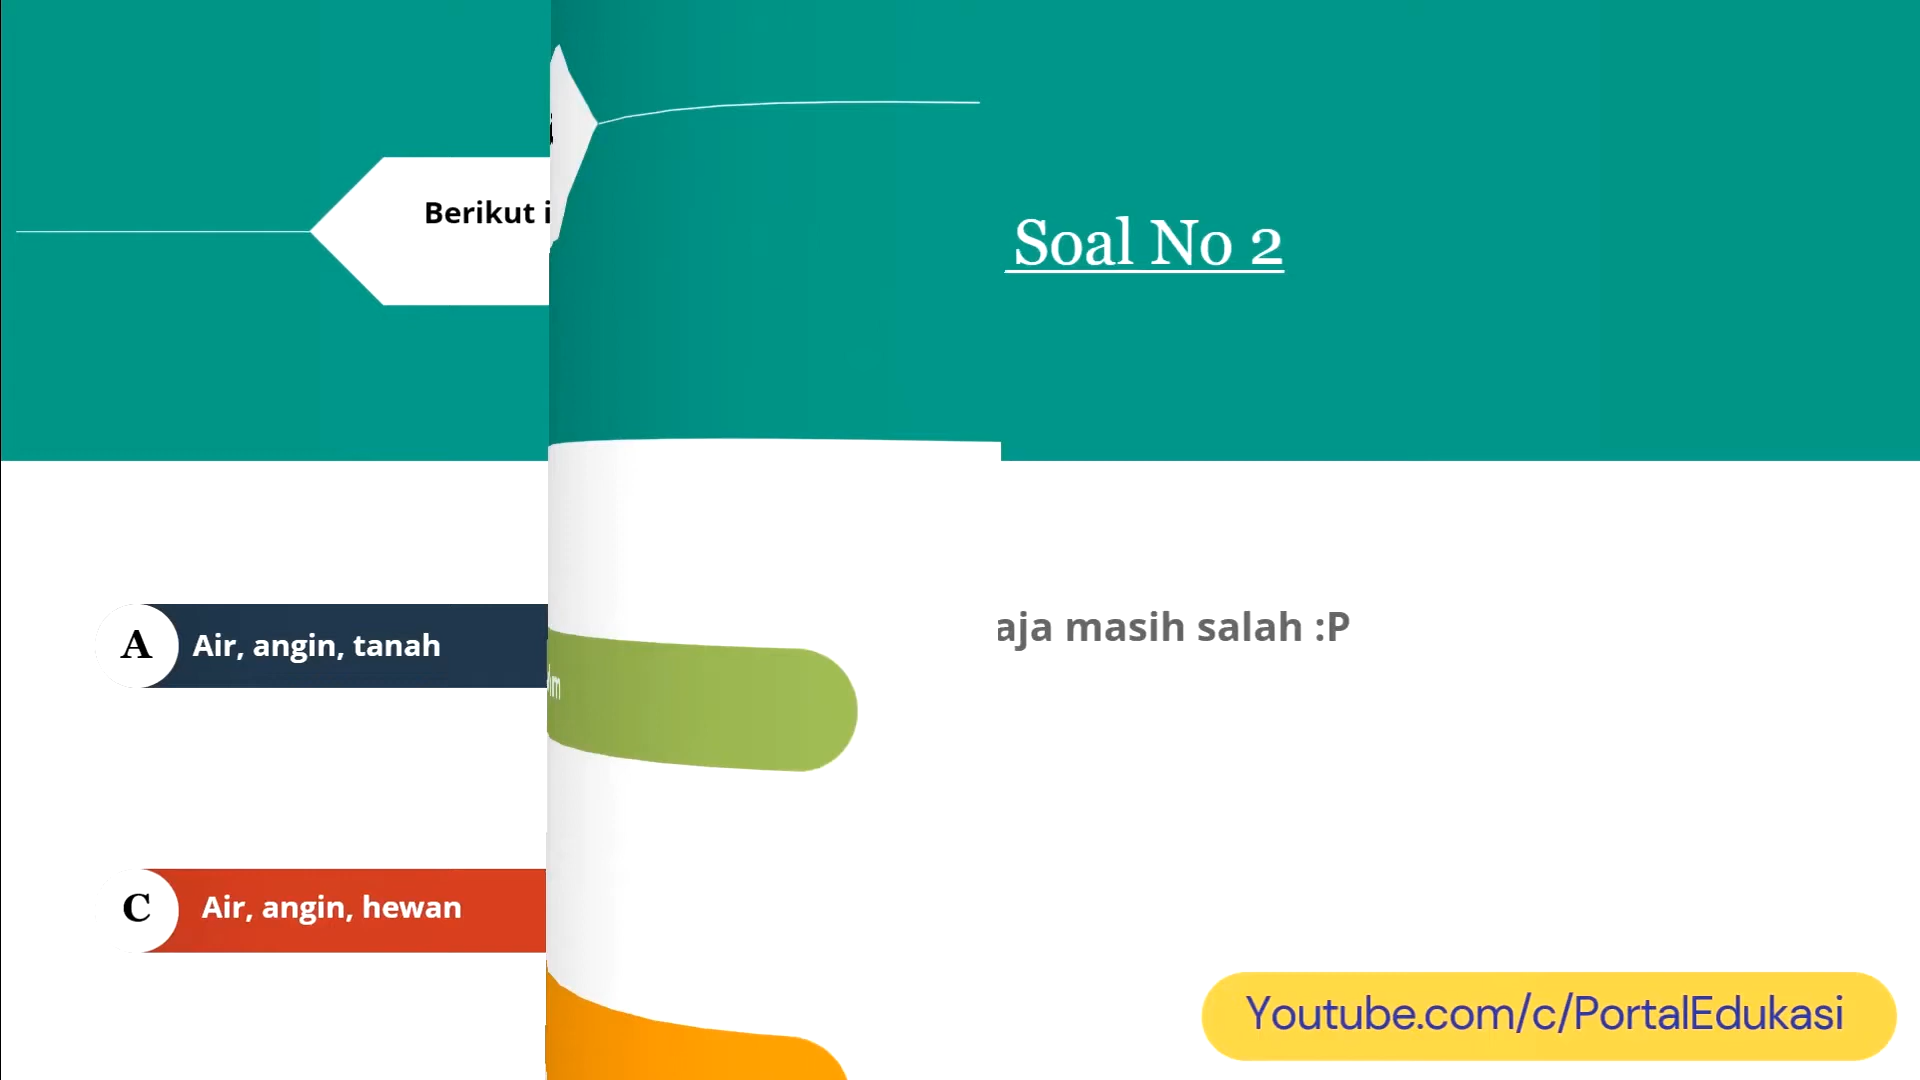 Berikut
Soal No 2
A
Air, angin, tanah
aja masih salah :P
C
Air, angin, hewan
Youtube.com/c/PortalEdukasi